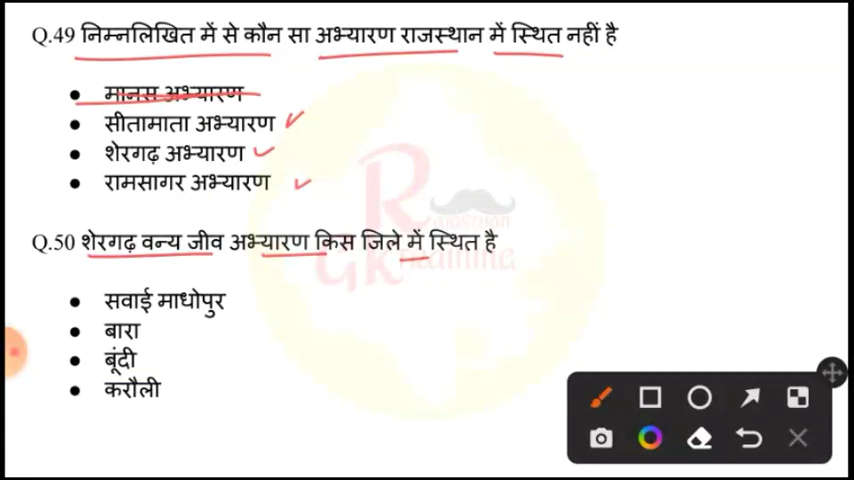 Q.49 निम्नलिखित में से कौन सा अभ्यारण राजस्थान में स्थित नहीं है
● मानस अभ्यारण
● सीतामाता अभ्यारण
● शेरगढ़ अभ्यारण
● रामसागर अभ्यारण
Q.50 शेरगढ़ वन्य जीव अभ्यारण किस जिले में स्थित है
● सवाई माधोपुर
● बारा
● बूंदी
● करौली